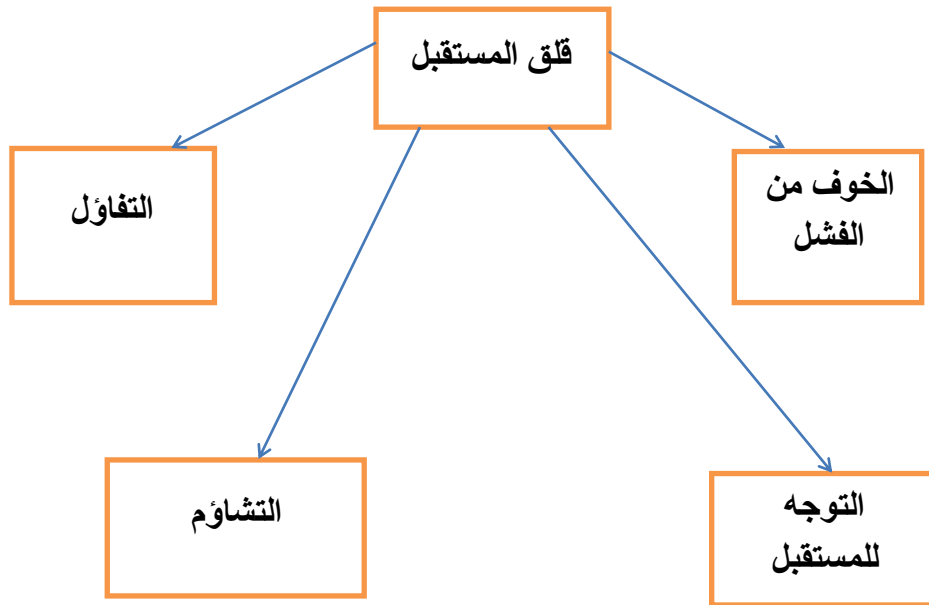 قلق المستقبل
الخوف من
الفشل
التفاؤل
التوجه
للمستقبل
التشاؤم